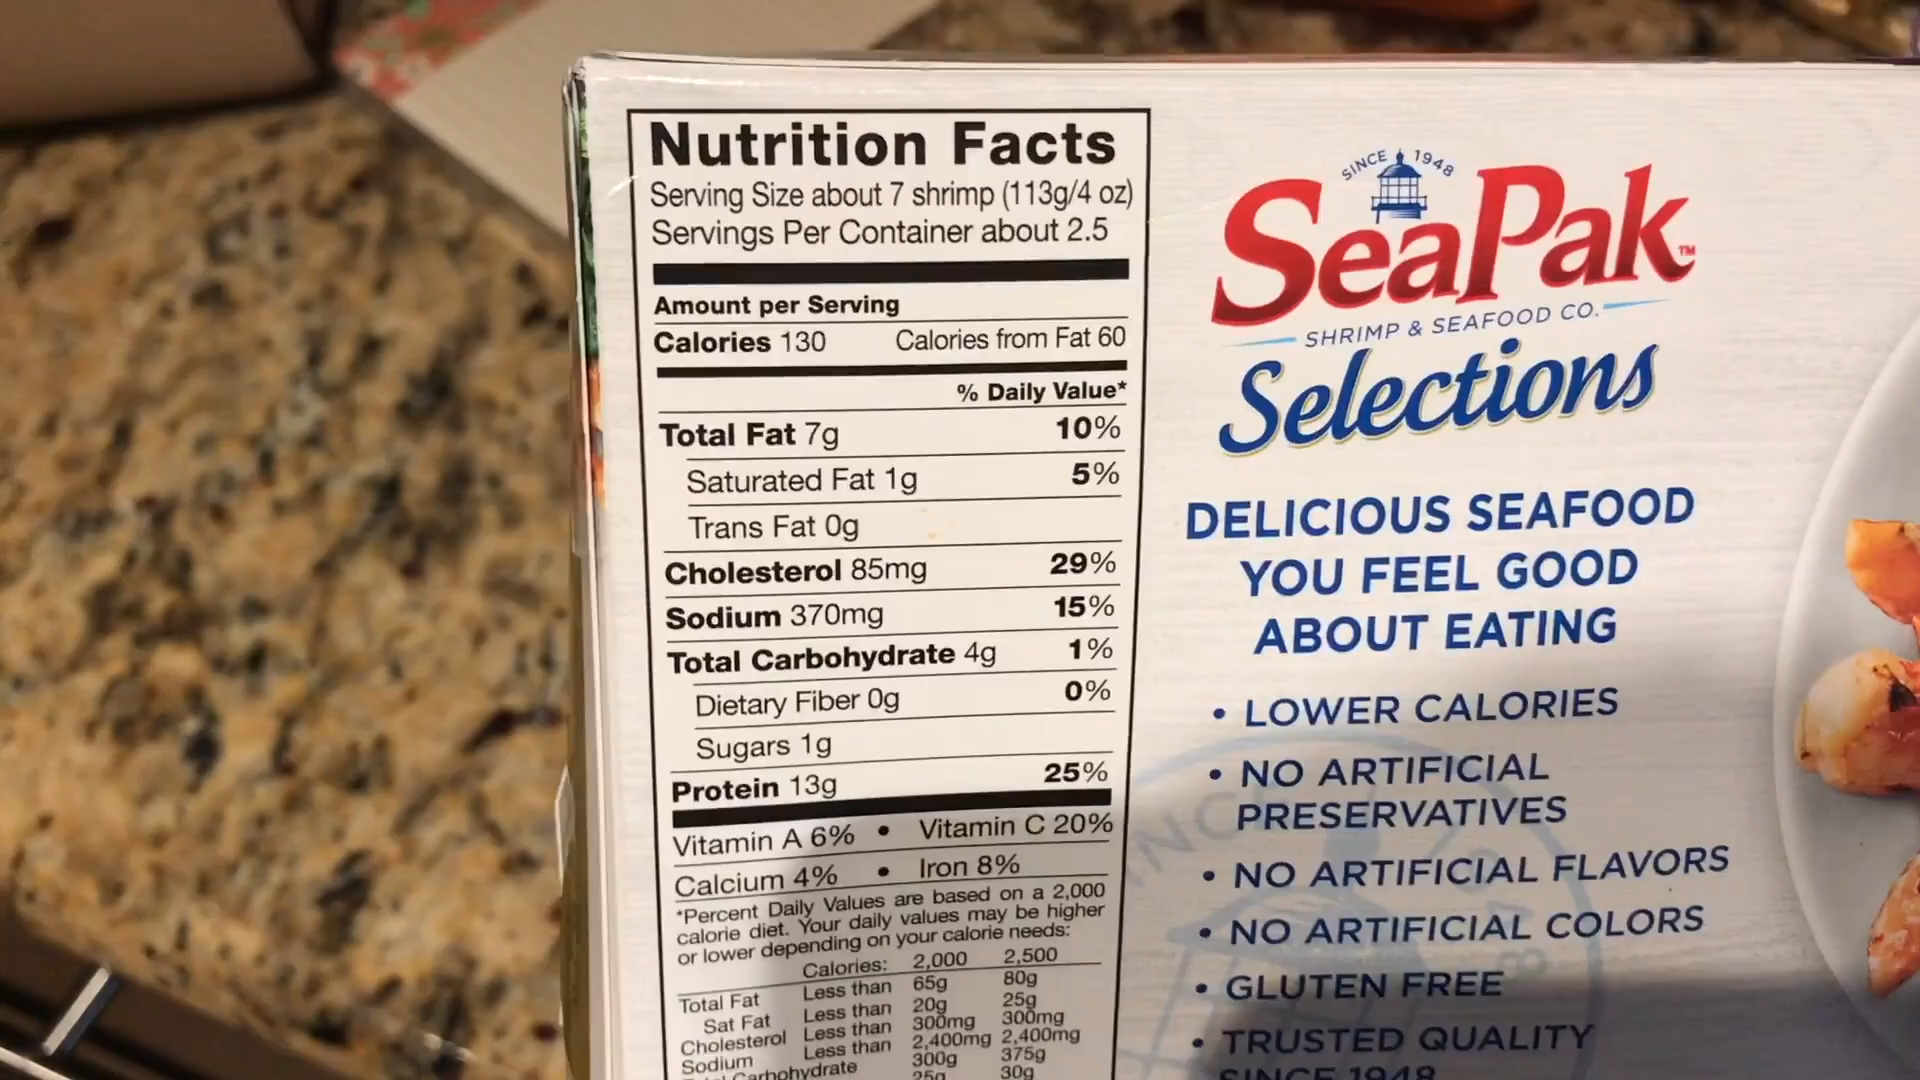 Nutrition Facts
Serving Size about 7 shrimp (113g/4 oz)
Servings Per Container about 2.5
Amount per Serving
Calories 130 Calories from Fat 60
% Daily Value*
Total Fat 7g 10%
Saturated Fat 1g 5%
Trans Fat 0g
Cholesterol 85mg 29%
Sodium 370mg 15%
Total Carbohydrate 4g 1%
Dietary Fiber 0g 0%
Sugars 1g
Protein 13g 25%
Vitamin A 6% • Vitamin C 20%
Calcium 4% • Iron 8%
*Percent Daily Values are based on a 2,000
calorie diet. Your daily values may be higher
or lower depending on your calorie needs:
Calories: 2,000 2,500
Total Fat Less than 65g 80g
Sat Fat Less than 20g 25g
Cholesterol Less than 300mg 300mg
Sodium Less than 2,400mg 2,400mg
Carbohydrate 300g 375g
25g 30g
SINCE 1948
SeaPak™
SHRIMP & SEAFOOD CO.
Selections
DELICIOUS SEAFOOD
YOU FEEL GOOD
ABOUT EATING
• LOWER CALORIES
• NO ARTIFICIAL
PRESERVATIVES
• NO ARTIFICIAL FLAVORS
• NO ARTIFICIAL COLORS
• GLUTEN FREE
• TRUSTED QUALITY
SINCE 1948